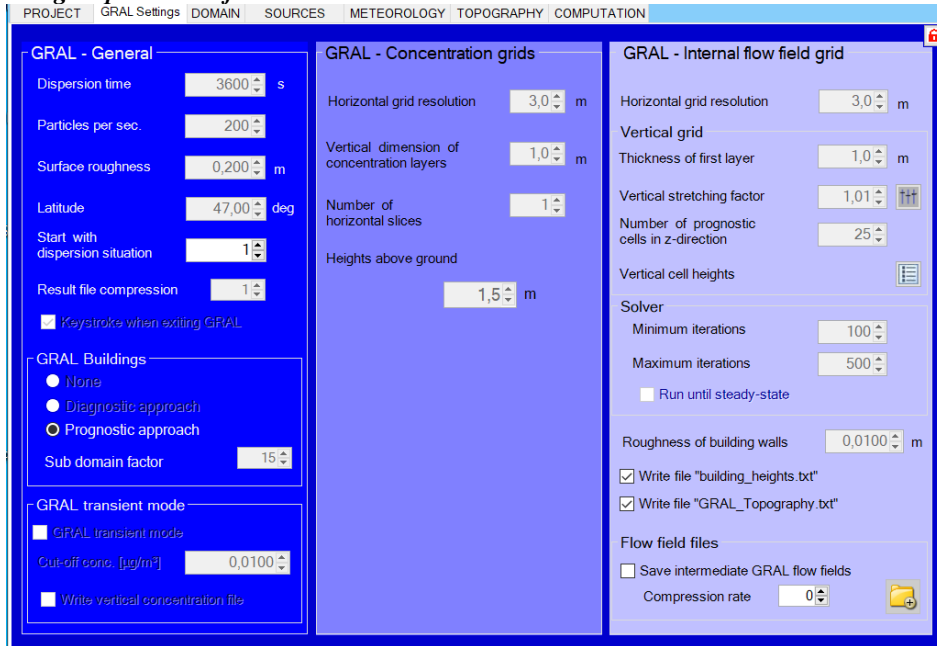 PROJECT GRAL Settings DOMAIN SOURCES METEOROLOGY TOPOGRAPHY COMPUTATION
GRAL - General
Dispersion time 3600 s
Particles per sec. 200
Surface roughness 0,200 m
Latitude 47,00 deg
Start with
dispersion situation 1
Result file compression 1
Keystroke when exiting GRAL
GRAL Buildings
None
Diagnostic approach
Prognostic approach
Sub domain factor 15
GRAL transient mode
GRAL transient mode
Cut-off conc. [µg/m³] 0,0100
Write vertical concentration file
GRAL - Concentration grids
Horizontal grid resolution 3,0 m
Vertical dimension of
concentration layers 1,0 m
Number of
horizontal slices 1
Heights above ground
1,5 m
GRAL - Internal flow field grid
Horizontal grid resolution 3,0 m
Vertical grid
Thickness of first layer 1,0 m
Vertical stretching factor 1,01
Number of prognostic
cells in z-direction 25
Vertical cell heights
Solver
Minimum iterations 100
Maximum iterations 500
Run until steady-state
Roughness of building walls 0,0100 m
Write file "building_heights.txt"
Write file "GRAL_Topography.txt"
Flow field files
Save intermediate GRAL flow fields
Compression rate 0